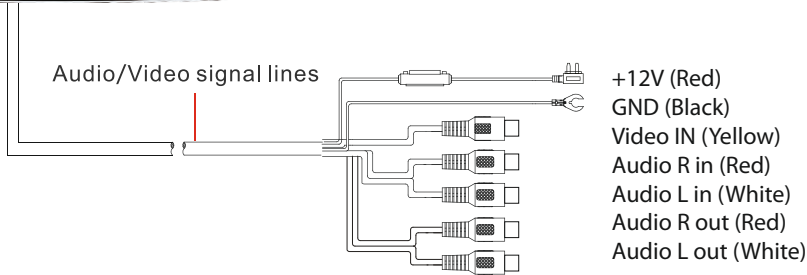 Audio/Video signal lines
+12V (Red)
GND (Black)
Video IN (Yellow)
Audio R in (Red)
Audio L in (White)
Audio R out (Red)
Audio L out (White)